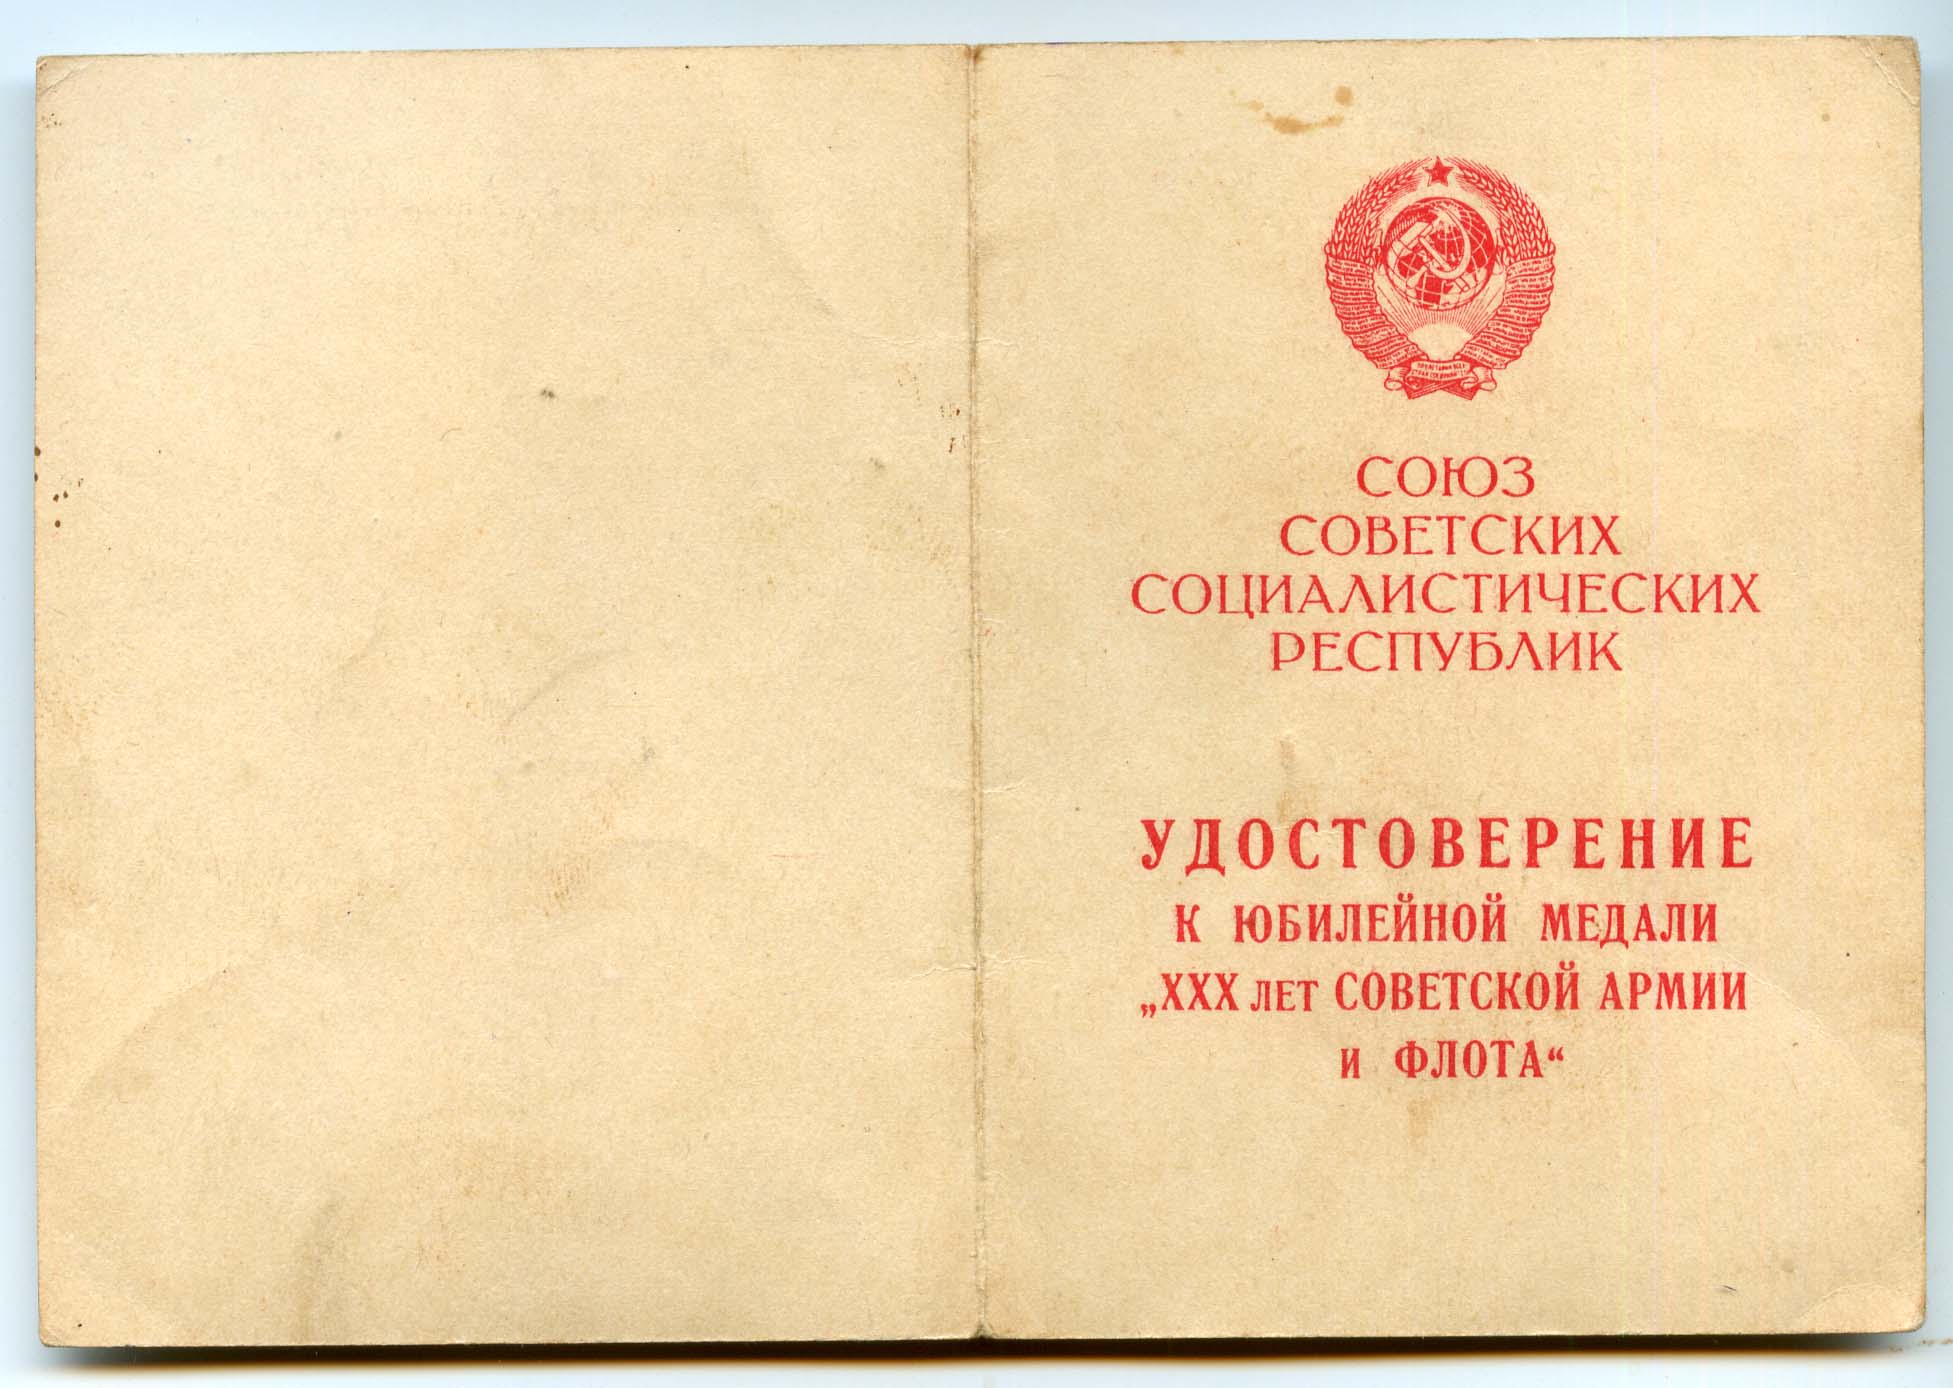 СОЮЗ
СОВЕТСКИХ
СОЦИАЛИСТИЧЕСКИХ
РЕСПУБЛИК
УДОСТОВЕРЕНИЕ
К ЮБИЛЕЙНОЙ МЕДАЛИ
„XXX ЛЕТ СОВЕТСКОЙ АРМИИ
И ФЛОТА“